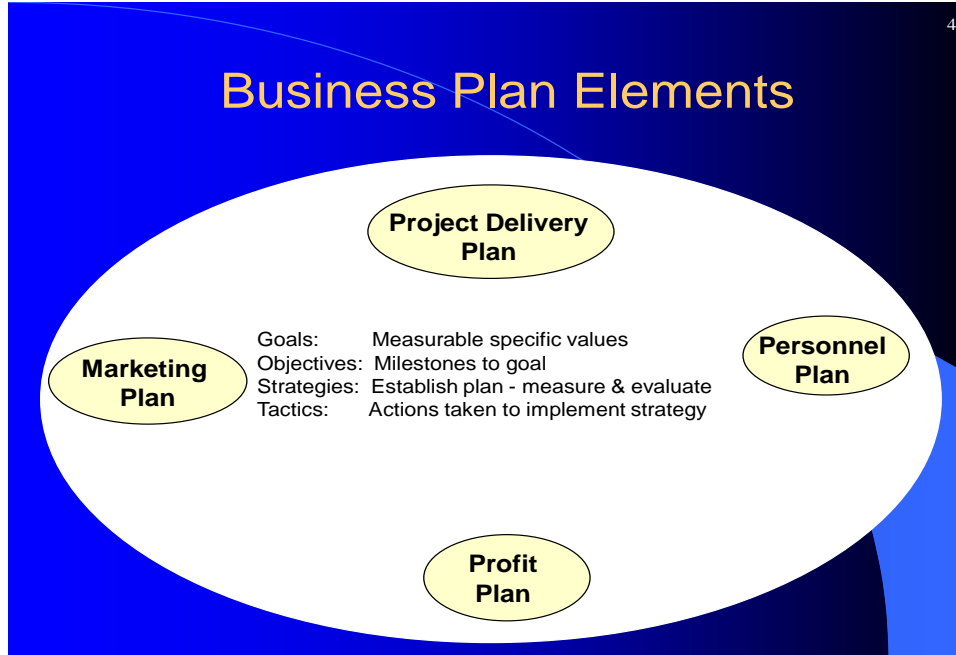 4
Business Plan Elements
Project Delivery
Plan
Goals: Measurable specific values
Objectives: Milestones to goal
Strategies: Establish plan - measure & evaluate
Tactics: Actions taken to implement strategy
Marketing
Plan
Personnel
Plan
Profit
Plan